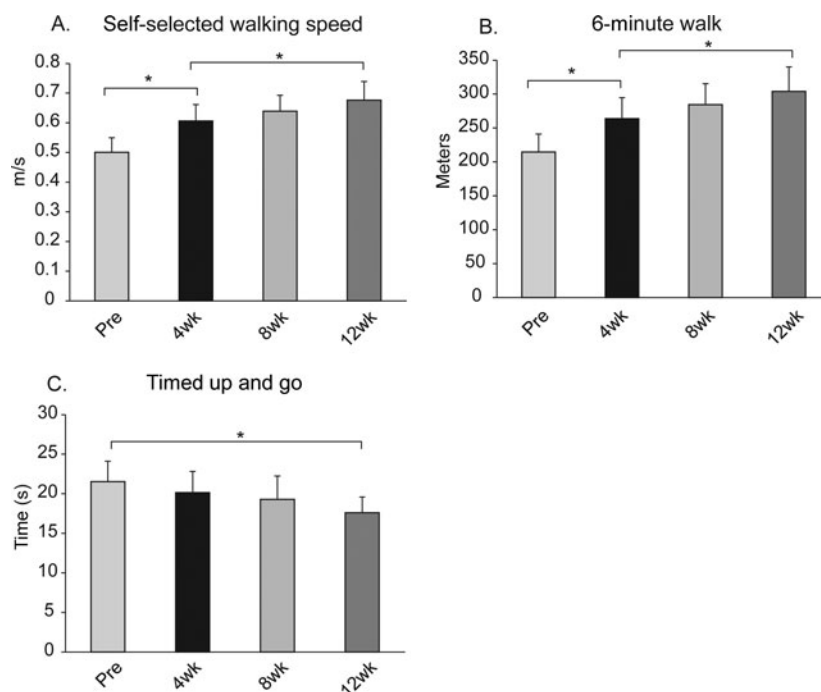 A. Self-selected walking speed
*
*
0.8
0.7
0.6
0.5
0.4
0.3
0.2
0.1
0
m/s
Pre
4wk
8wk
12wk
B. 6-minute walk
*
*
350
300
250
200
150
100
50
0
Meters
Pre
4wk
8wk
12wk
C. Timed up and go
*
30
25
20
15
10
5
0
Time (s)
Pre
4wk
8wk
12wk